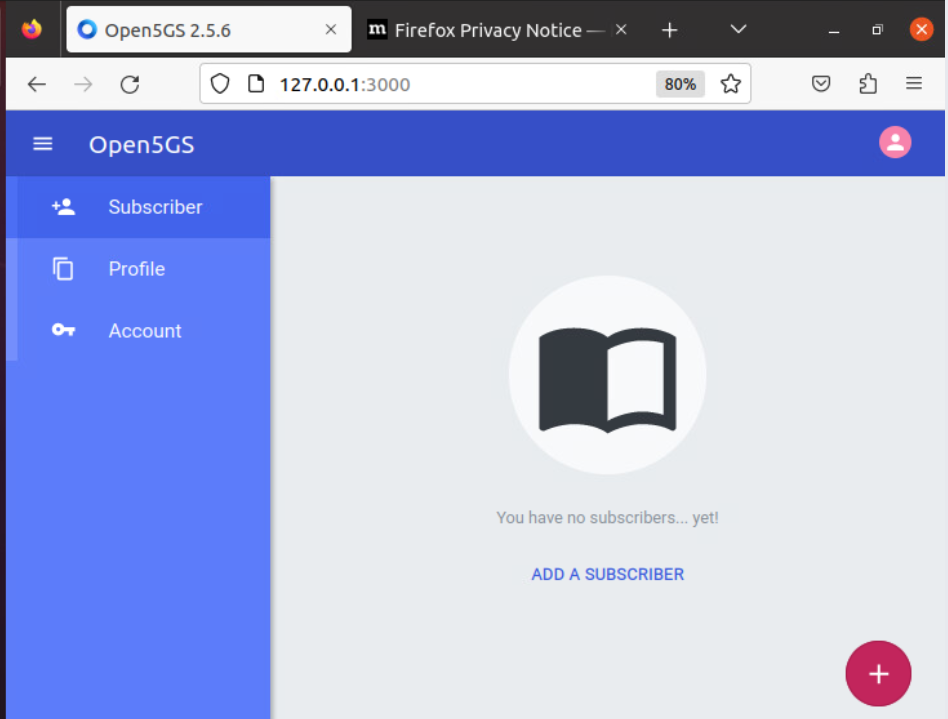 Open5GS 2.5.6
m Firefox Privacy Notice —
127.0.0.1:3000
80%
Open5GS
Subscriber
Profile
Account
You have no subscribers... yet!
ADD A SUBSCRIBER